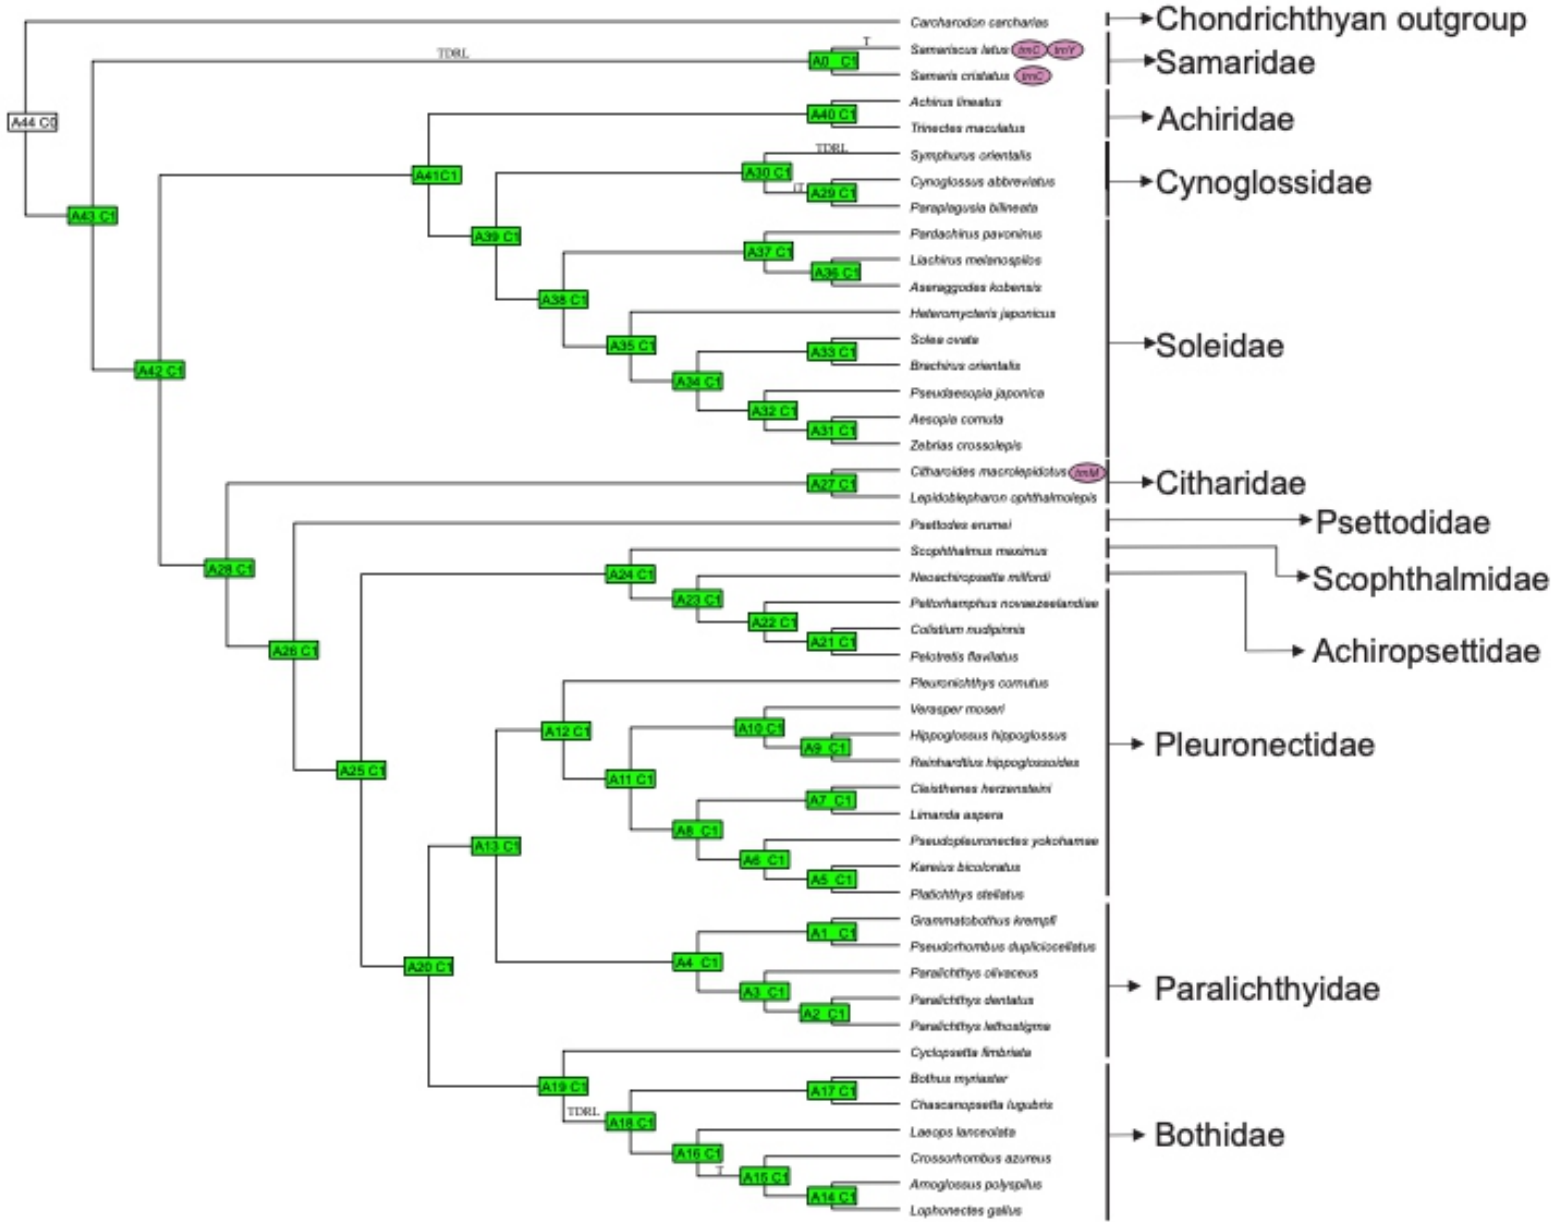 Carcharodon carcharias
Chondrichthyan outgroup
T
Samariscus latus trnC trnY
TDRL
A0 C1
Samaridae
Samaris cristatus trnC
Achirus lineatus
A40 C1
Achiridae
A44 C0
Trinectes maculatus
TDRL
Symphurus orientalis
A41C1
A30 C1
Cynoglossus abbreviatus
Cynoglossidae
iT
A29 C1
Paraplagusia bilineata
A43 C1
A39 C1
Pardachirus pavoninus
A37 C1
Liachirus melanospilos
A36 C1
Aseraggodes kobensis
A38 C1
Heteromycteris japonicus
A35 C1
Solea ovata
Soleidae
A33 C1
Brachirus orientalis
A42 C1
A34 C1
Pseudaesopia japonica
A32 C1
Aesopia cornuta
A31 C1
Zebrias crossolepis
Citharoides macrolepidotus trnM
A27 C1
Citharidae
Lepidoblepharon ophthalmolepis
Psettodes erumei
Psettodidae
Scophthalmus maximus
A28 C1
A24 C1
Neoachiropsetta milfordi
Scophthalmidae
A23 C1
Peltorhamphus novaezeelandiae
A22 C1
Colistium nudipinnis
A21 C1
A26 C1
Pelotretis flavilatus
Achiropsettidae
Pleuronichthys cornutus
Verasper moseri
A12 C1
A10 C1
Hippoglossus hippoglossus
A9 C1
Pleuronectidae
Reinhardtius hippoglossoides
A25 C1
A11 C1
Cleisthenes herzensteini
A7 C1
Limanda aspera
A8 C1
Pseudopleuronectes yokohamae
A13 C1
A6 C1
Kareius bicoloratus
A5 C1
Platichthys stellatus
Grammatobothus krempfi
A1 C1
Pseudorhombus dupliciocellatus
A20 C1
A4 C1
Paralichthys olivaceus
A3 C1
Paralichthyidae
Paralichthys dentatus
A2 C1
Paralichthys lethostigma
Cyclopsetta fimbriata
A19 C1
Bothus myriaster
A17 C1
Chascanopsetta lugubris
TDRL
A18 C1
Laeops lanceolata
Bothidae
A16 C1
Crossorhombus azureus
T
A15 C1
Arnoglossus polyspilus
A14 C1
Lophonectes gallus